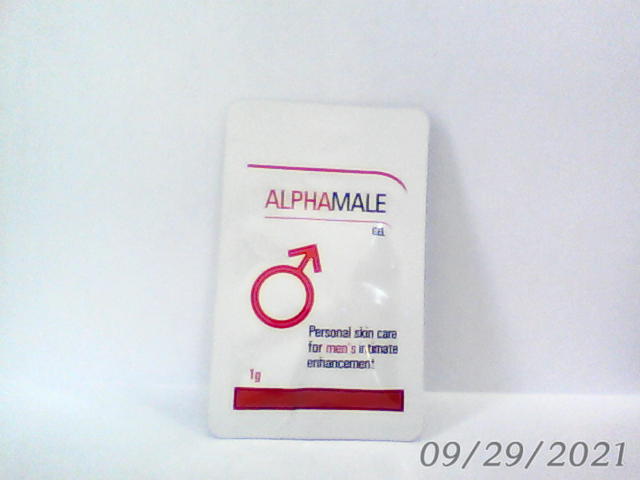 ALPHAMALE
Gel
Personal skin care
for men's intimate
enhancement
1g
09/29/2021